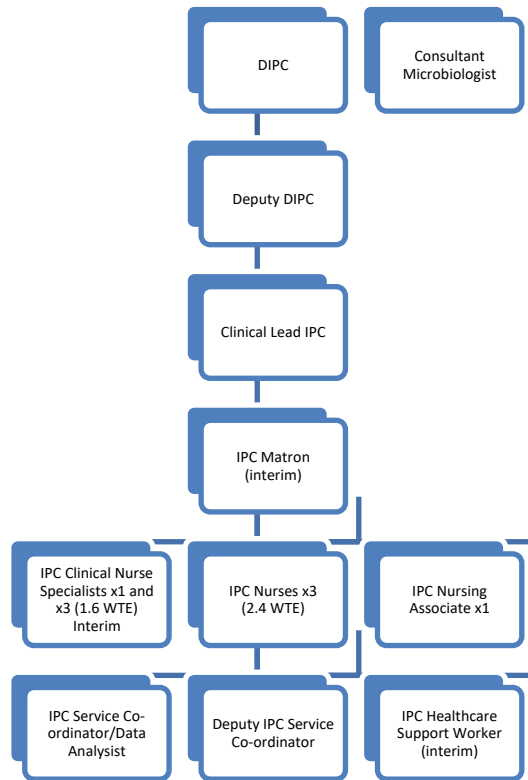 DIPC
Consultant
Microbiologist
Deputy DIPC
Clinical Lead IPC
IPC Matron
(interim)
IPC Clinical Nurse
Specialists x1 and
x3 (1.6 WTE)
Interim
IPC Nurses x3
(2.4 WTE)
IPC Nursing
Associate x1
IPC Service Co-
ordinator/Data
Analyst
Deputy IPC Service
Co-ordinator
IPC Healthcare
Support Worker
(interim)